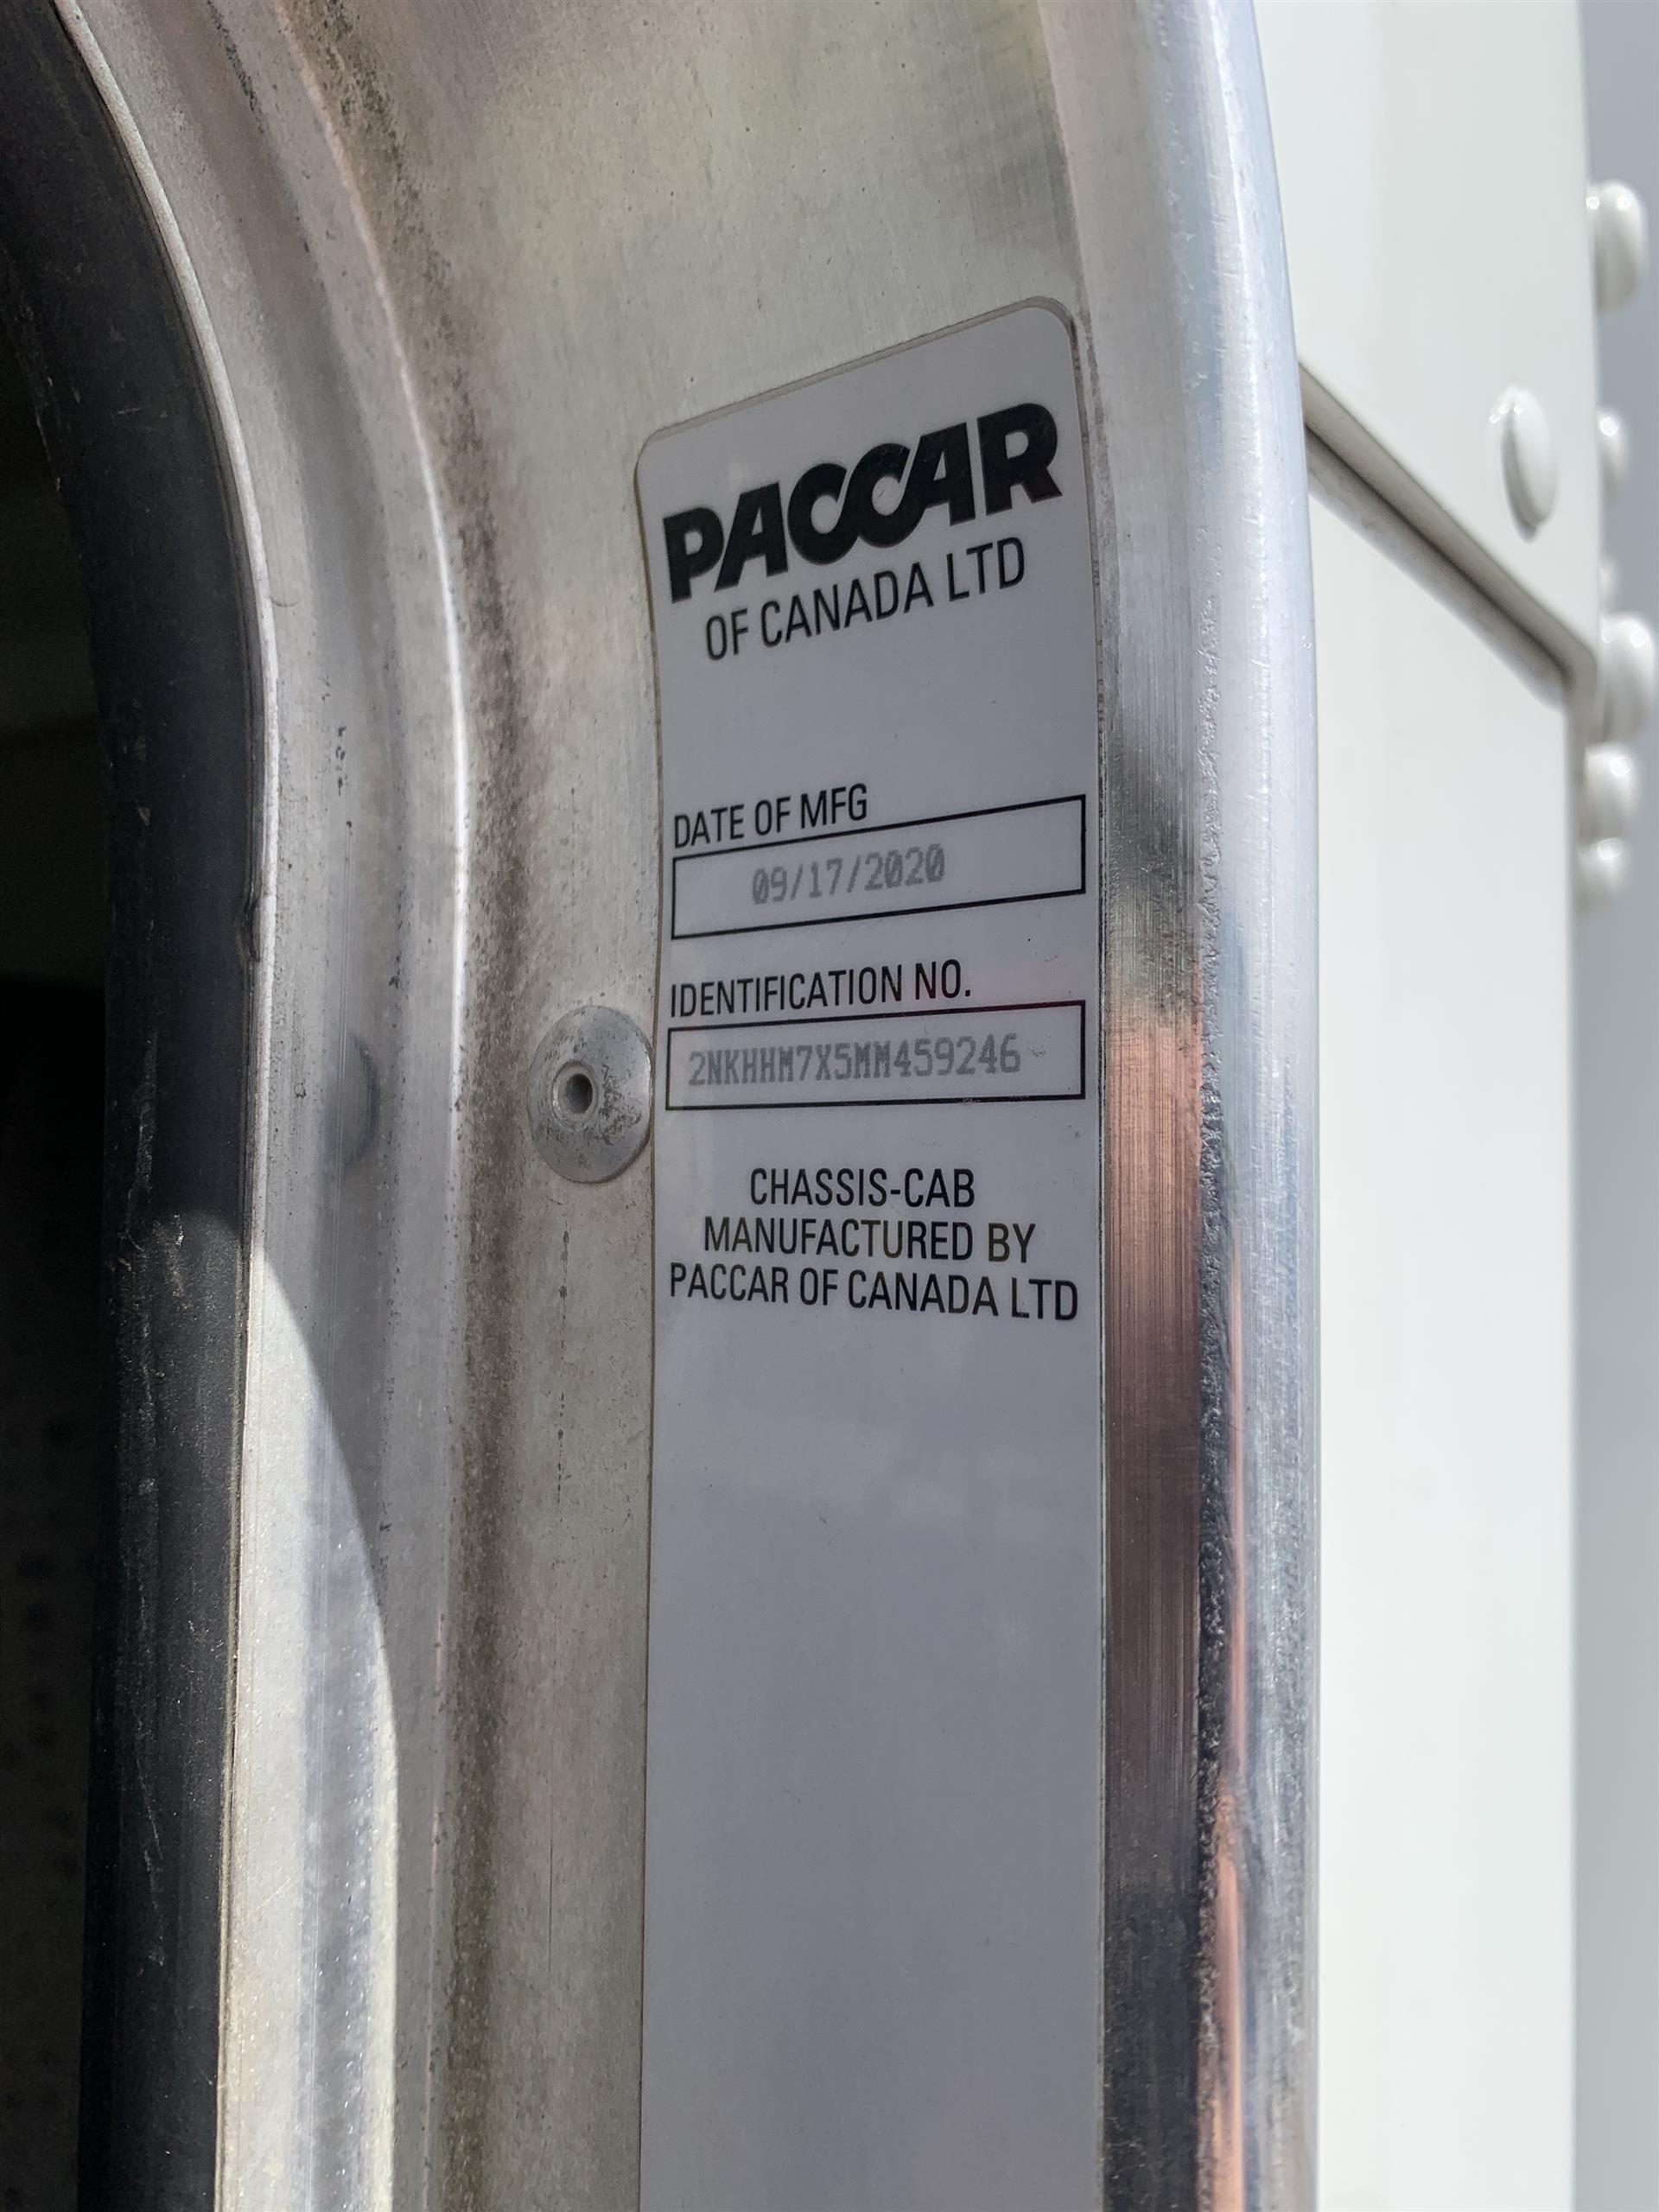 PACCAR
OF CANADA LTD
DATE OF MFG
09/17/2020
IDENTIFICATION NO.
2NKHHM7X5MM459246
CHASSIS-CAB
MANUFACTURED BY
PACCAR OF CANADA LTD